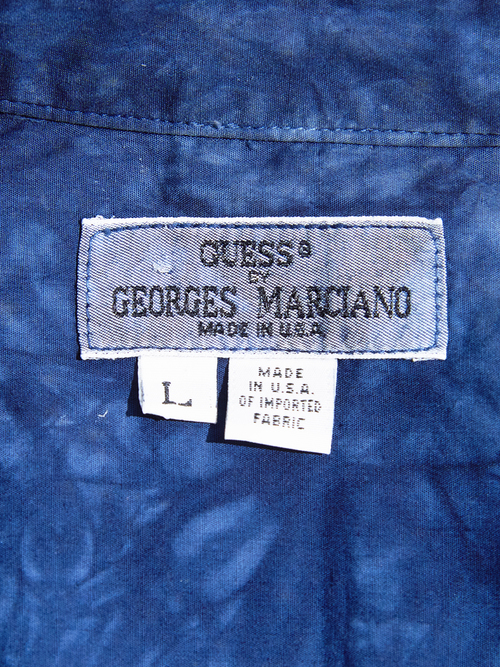 GUESS®
BY
GEORGES MARCIANO
MADE IN U.S.A.
L
MADE
IN U.S.A.
OF IMPORTED
FABRIC